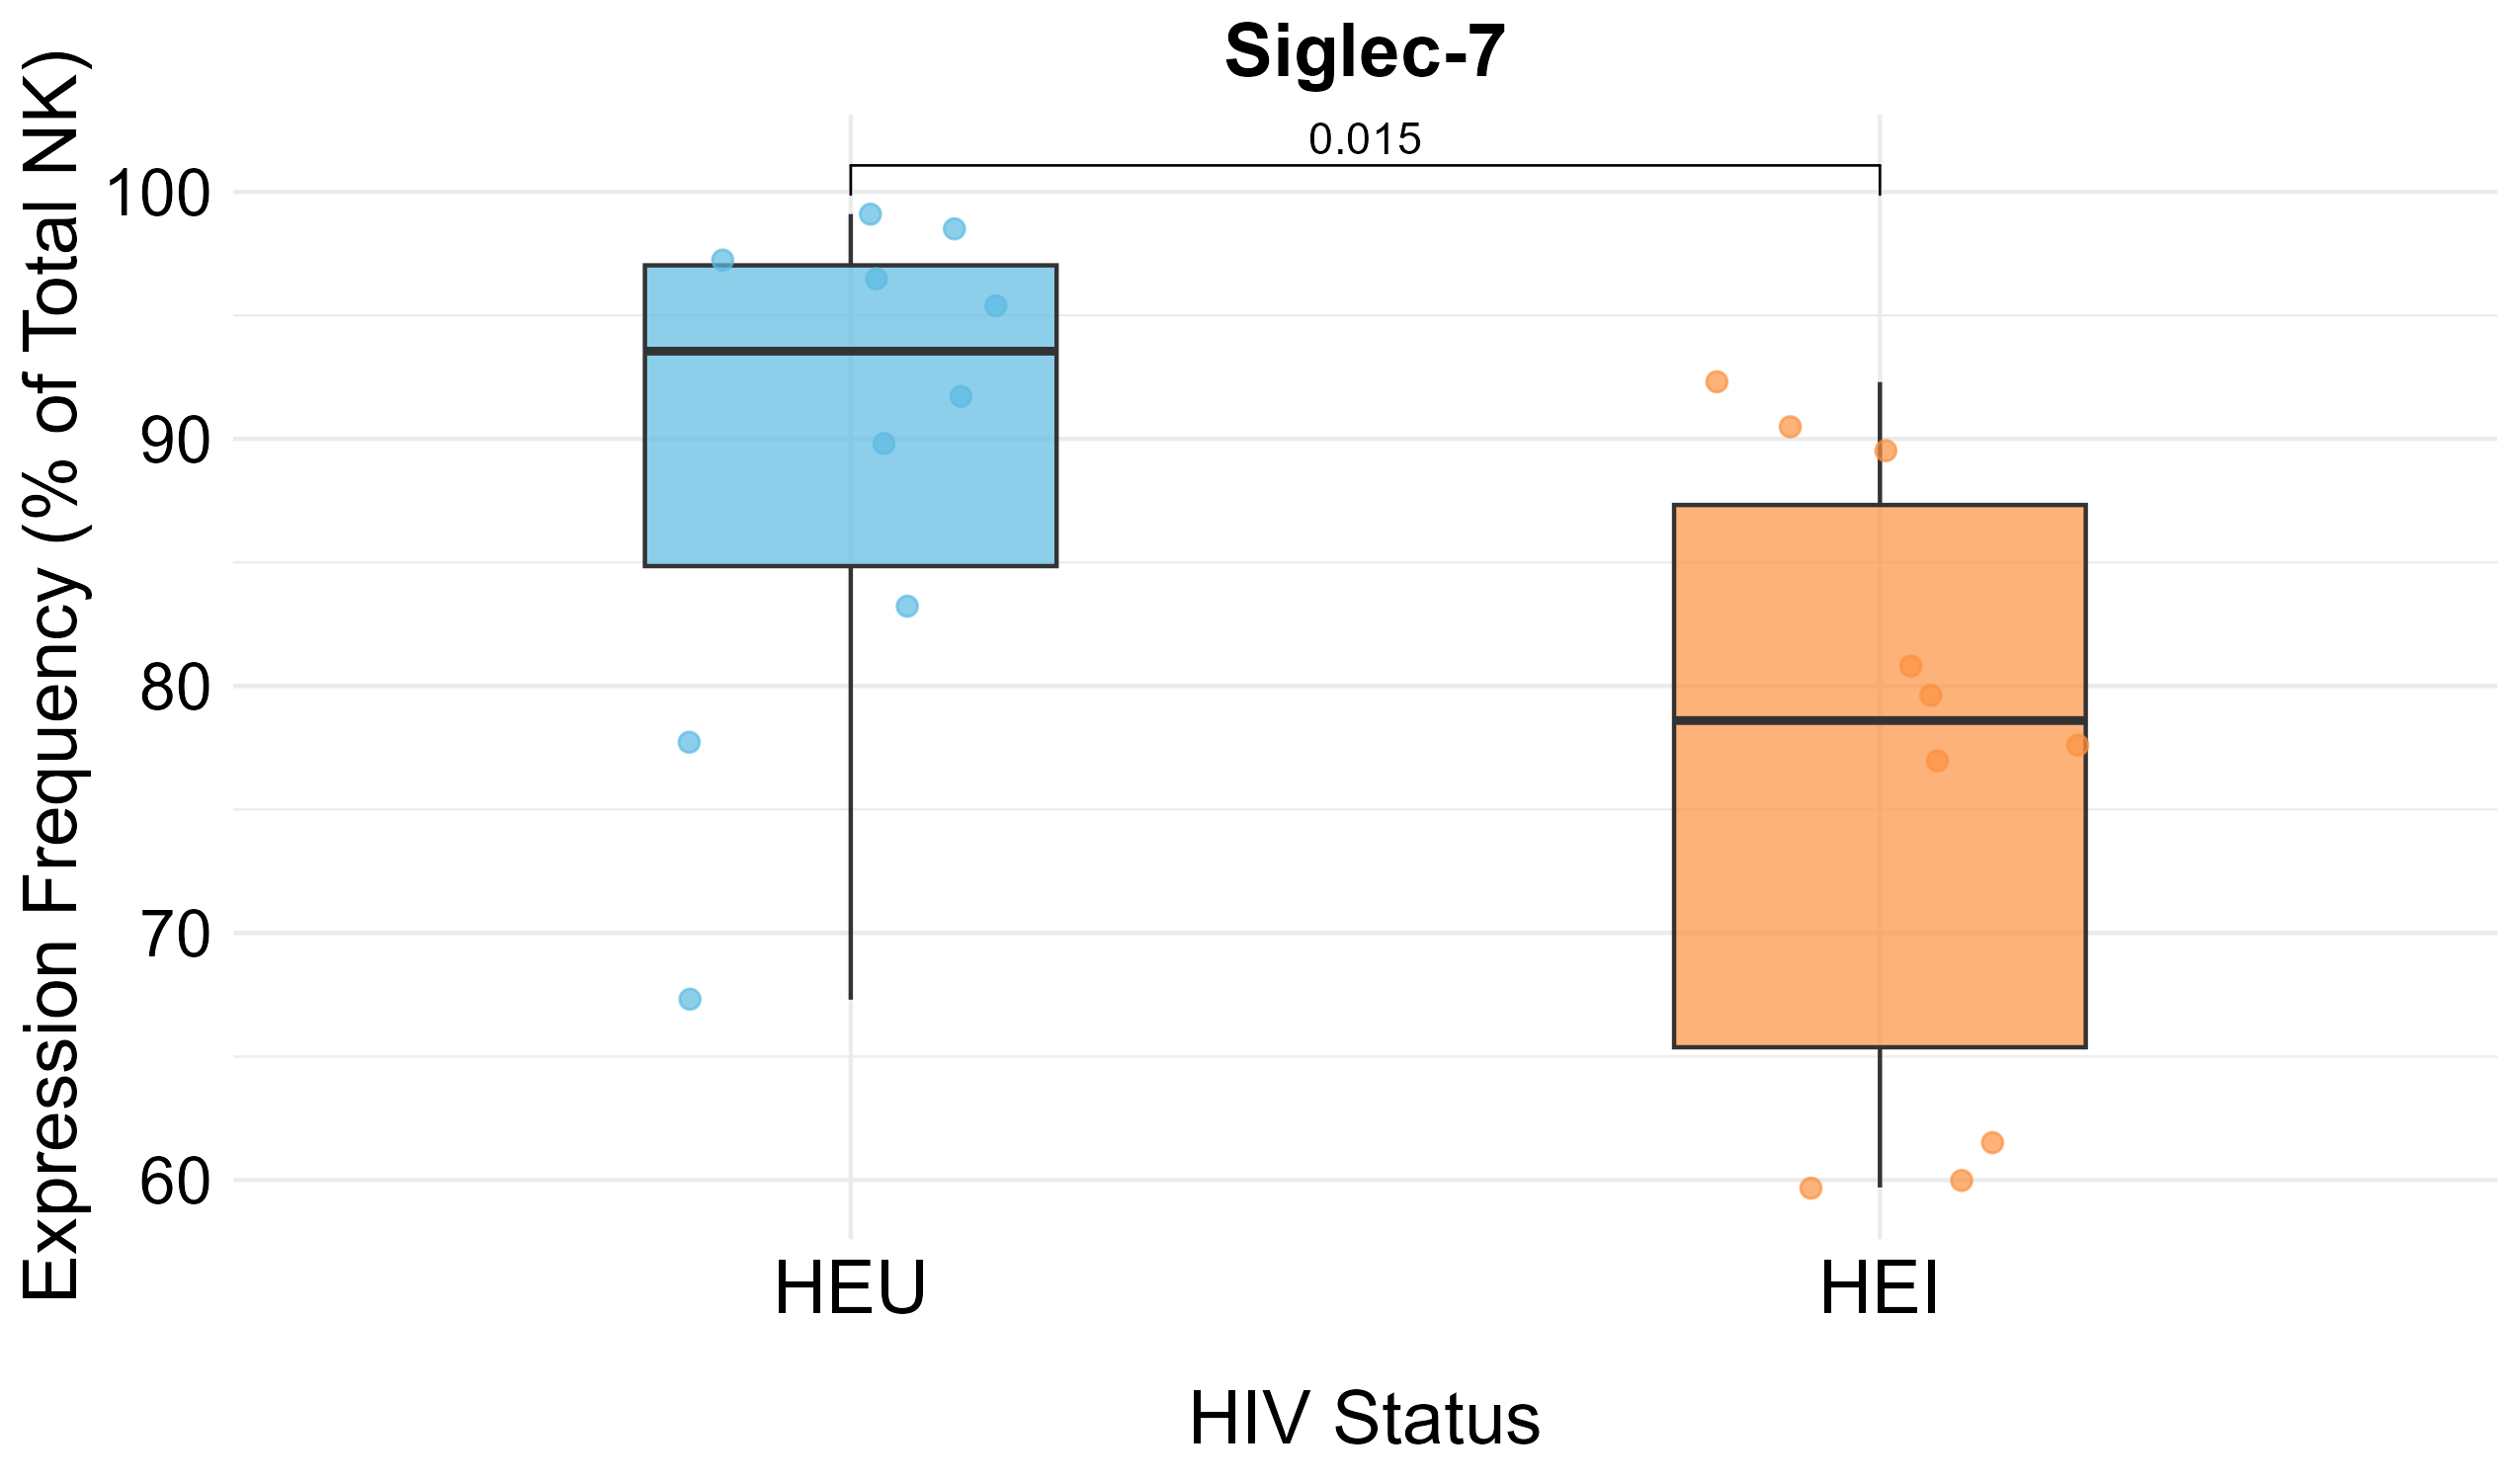 Siglec-7
0.015
Expression Frequency (% of Total NK)
100
90
80
70
60
HEU
HEI
HIV Status